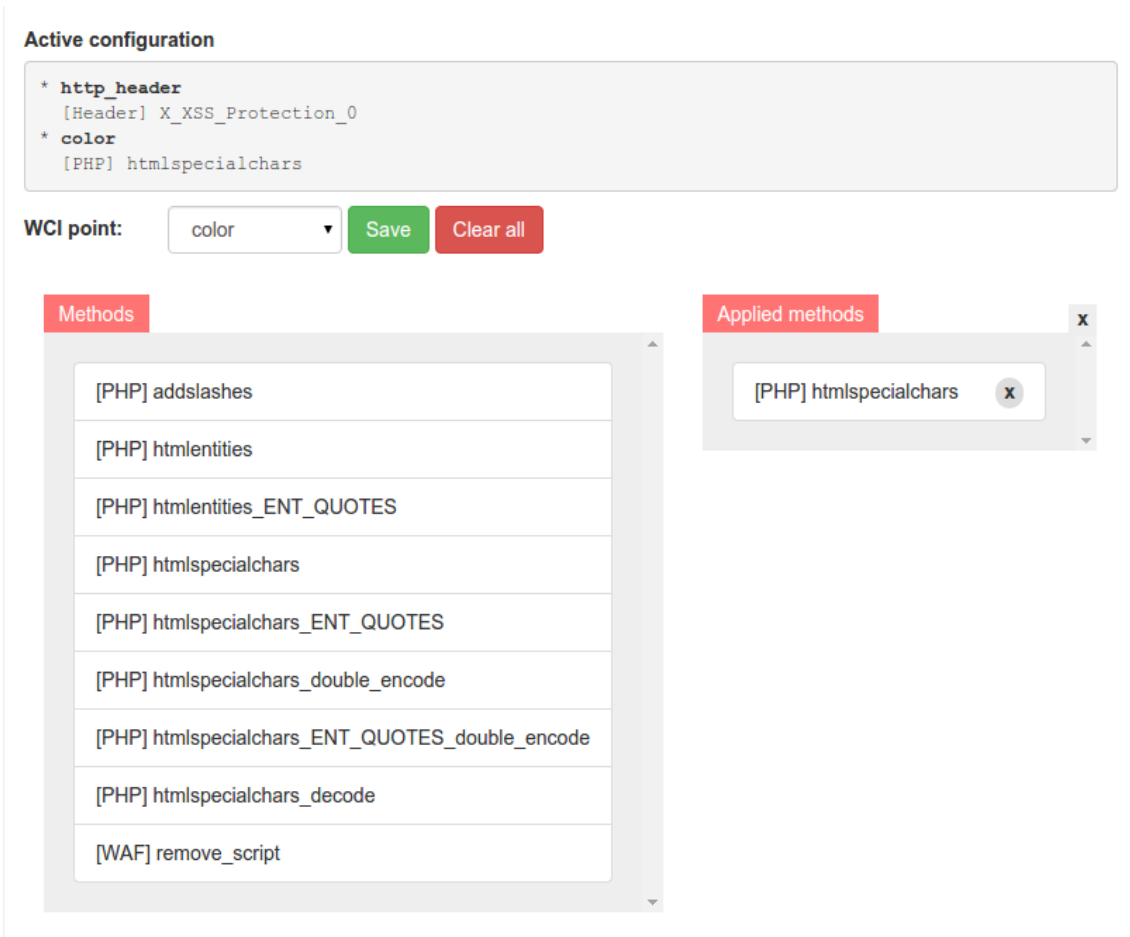 Active configuration
* http_header
[Header] X_XSS_Protection_0
* color
[PHP] htmlspecialchars
WCI point: color Save Clear all
Methods Applied methods x
[PHP] addslashes [PHP] htmlspecialchars x
[PHP] htmlentities
[PHP] htmlentities_ENT_QUOTES
[PHP] htmlspecialchars
[PHP] htmlspecialchars_ENT_QUOTES
[PHP] htmlspecialchars_double_encode
[PHP] htmlspecialchars_ENT_QUOTES_double_encode
[PHP] htmlspecialchars_decode
[WAF] remove_script